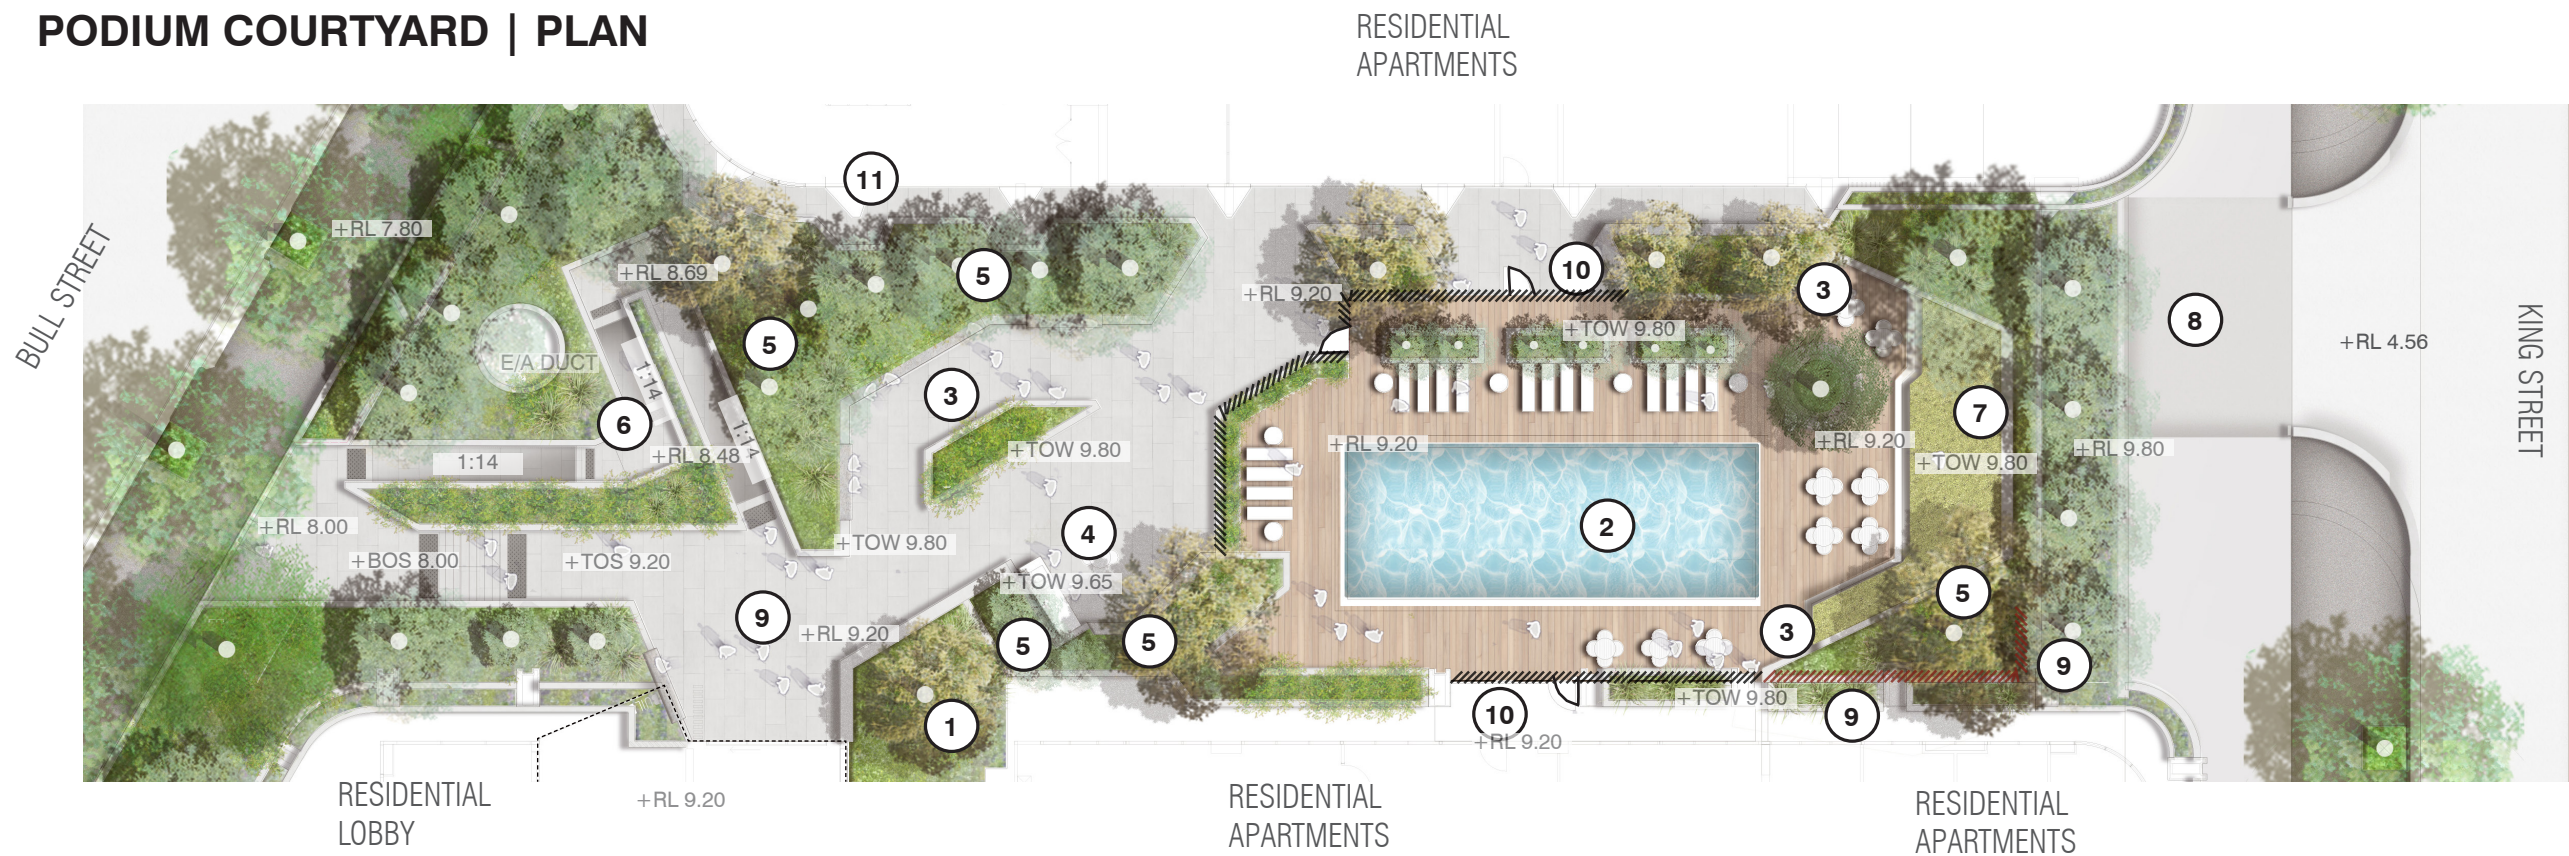 PODIUM COURTYARD | PLAN
RESIDENTIAL
APARTMENTS
11
+RL 7.80
BULL STREET
+RL 8.69
5
10
3
+RL 9.20
8
+RL 4.56
KING STREET
+TOW 9.80
5
E/A DUCT
1:14
3
7
6
1:14
+RL 8.48
+TOW 9.80
+RL 9.20
+RL 9.20
+TOW 9.80
+RL 9.80
1:14
+RL 8.00
2
4
+TOW 9.80
+BOS 8.00
+TOS 9.20
+TOW 9.65
5
9
+RL 9.20
5
5
3
9
1
10
+TOW 9.80
9
+RL 9.20
RESIDENTIAL
LOBBY
+RL 9.20
RESIDENTIAL
APARTMENTS
RESIDENTIAL
APARTMENTS